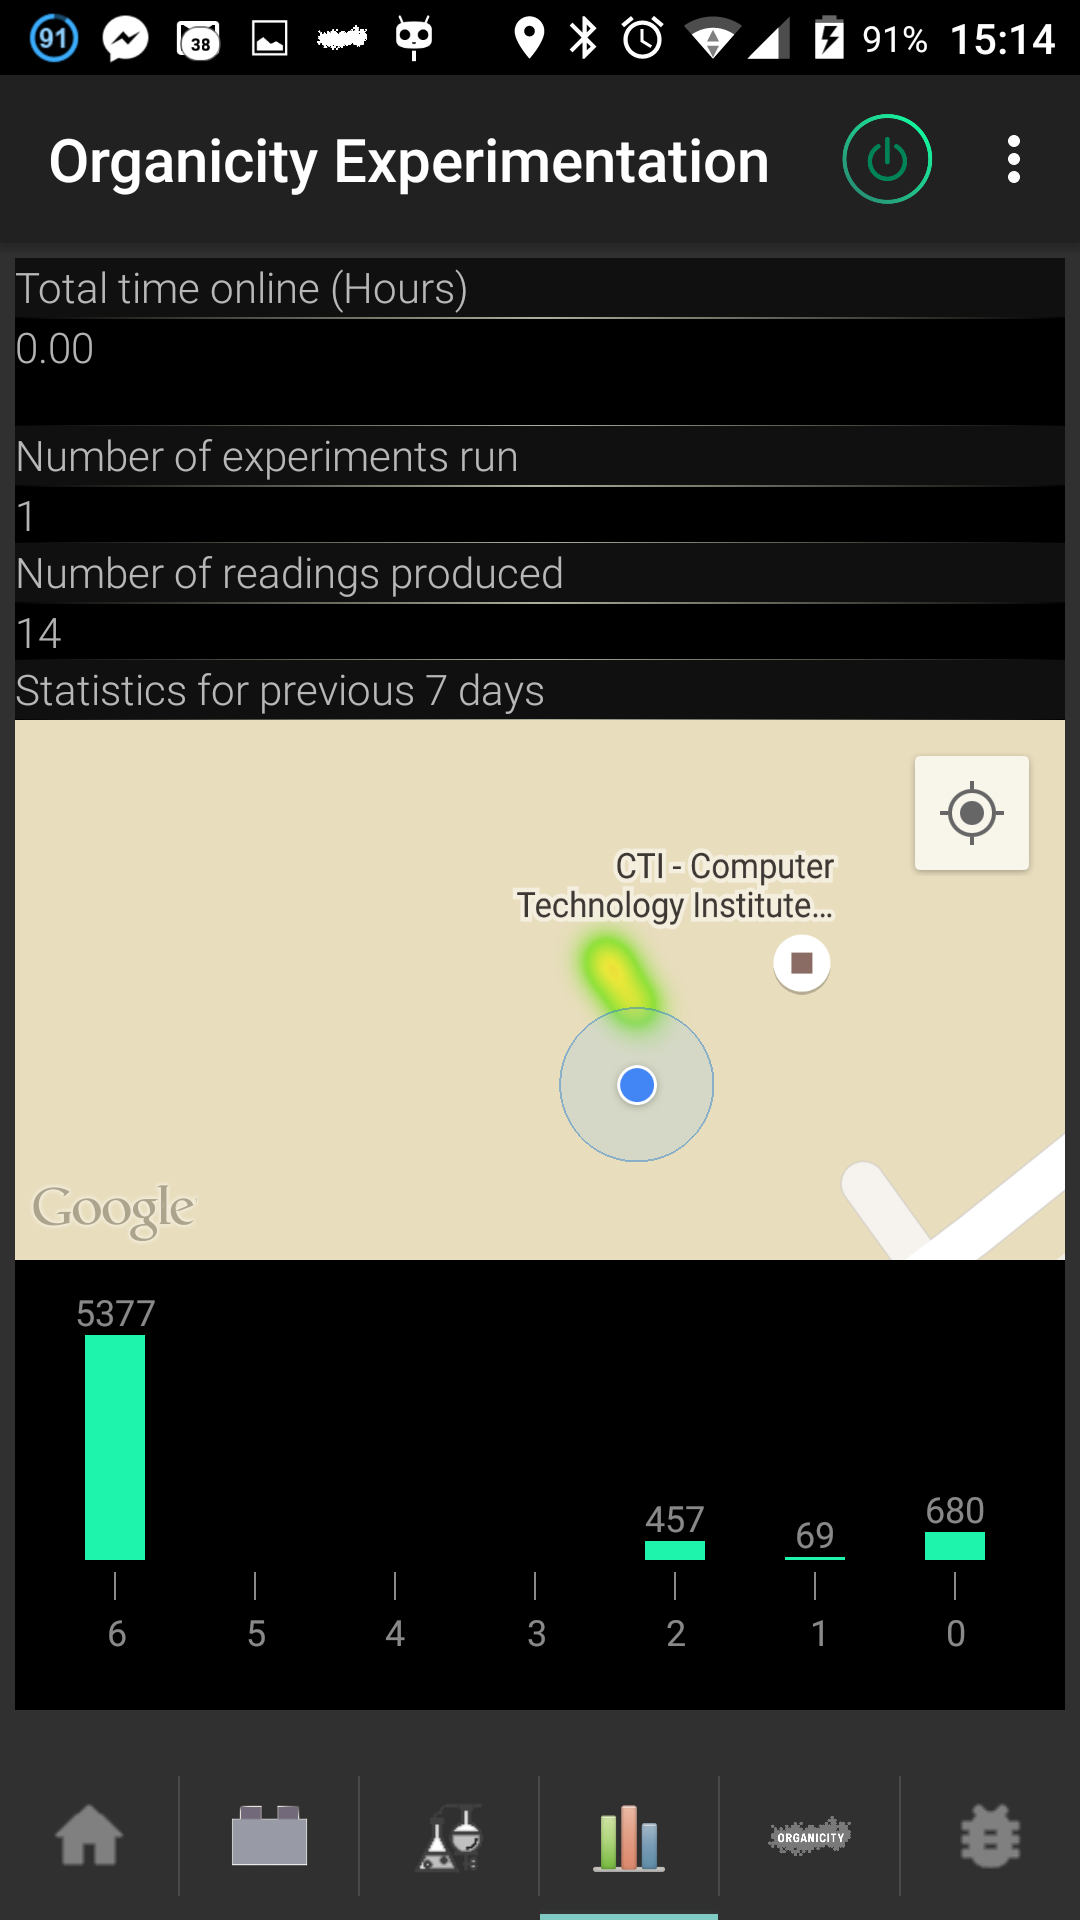 91
38
91% 15:14
Organicity Experimentation
Total time online (Hours)
0.00
Number of experiments run
1
Number of readings produced
14
Statistics for previous 7 days
CTI - Computer
Technology Institute...
Google
5377
457
69
680
6 5 4 3 2 1 0
ORGANICITY